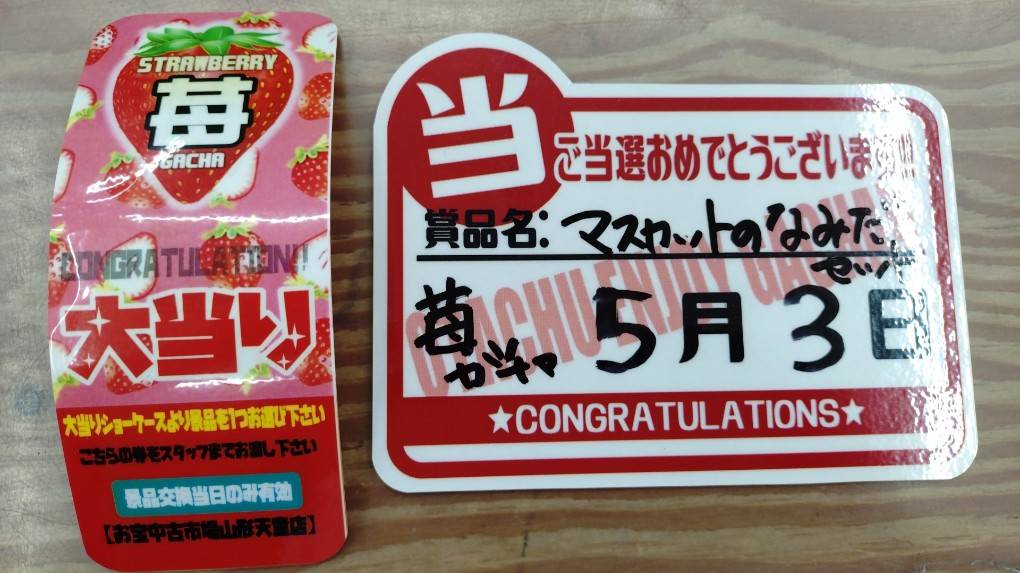 STRAWBERRY
苺
GACHA
CONGRATULATION!!
大当り
大当りショーケースより景品を1つお選び下さい
こちらの券をスタッフまでお渡し下さい
景品交換当日のみ有効
【お宝中古市場山形天童店】
当
ご当選おめでとうございま
賞品名:マスカットのなみだ
セット
苺 5月3日
ガチャ
GACHU ENJOY GACHA
★CONGRATULATIONS★